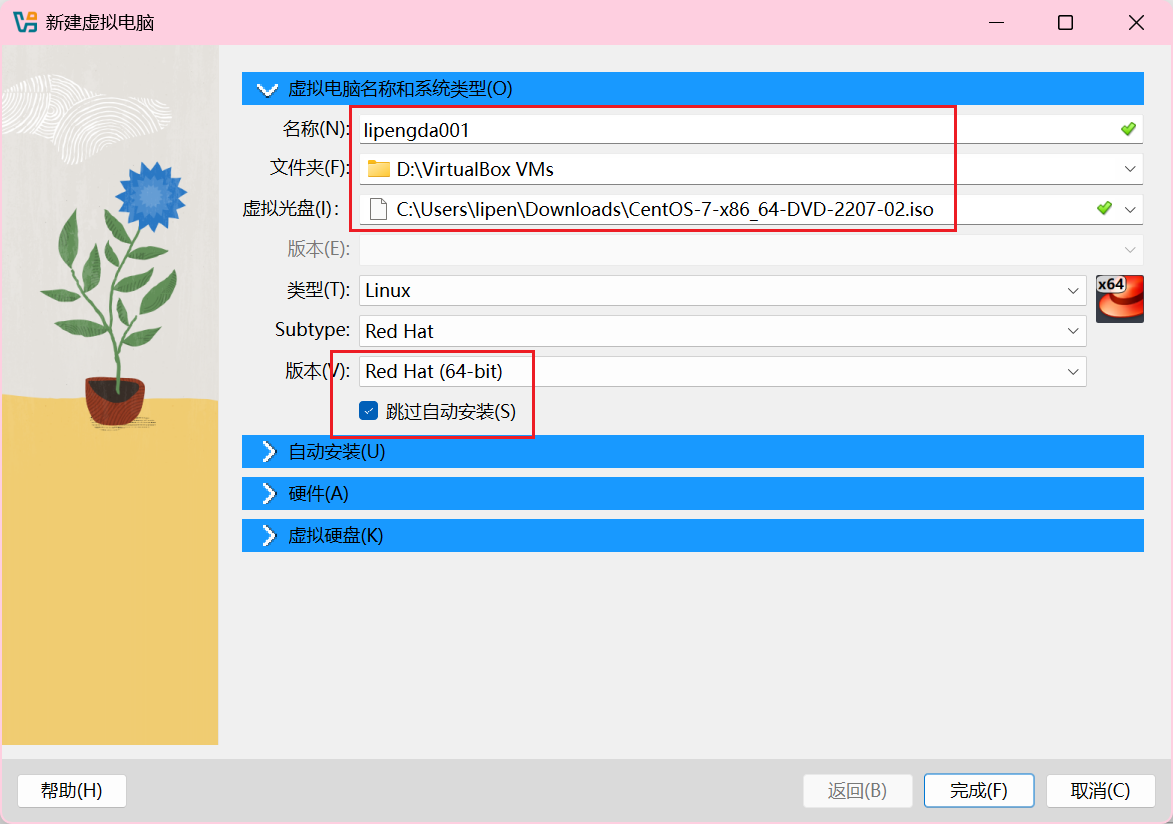 新建虚拟电脑
虚拟电脑名称和系统类型(O)
名称(N): lipengda001
文件夹(F): D:\VirtualBox VMs
虚拟光盘(I): C:\Users\lipen\Downloads\CentOS-7-x86_64-DVD-2207-02.iso
版本(E):
类型(T): Linux
x64
Subtype: Red Hat
版本(V): Red Hat (64-bit)
跳过自动安装(S)
自动安装(U)
硬件(A)
虚拟硬盘(K)
帮助(H) 返回(B) 完成(F) 取消(C)